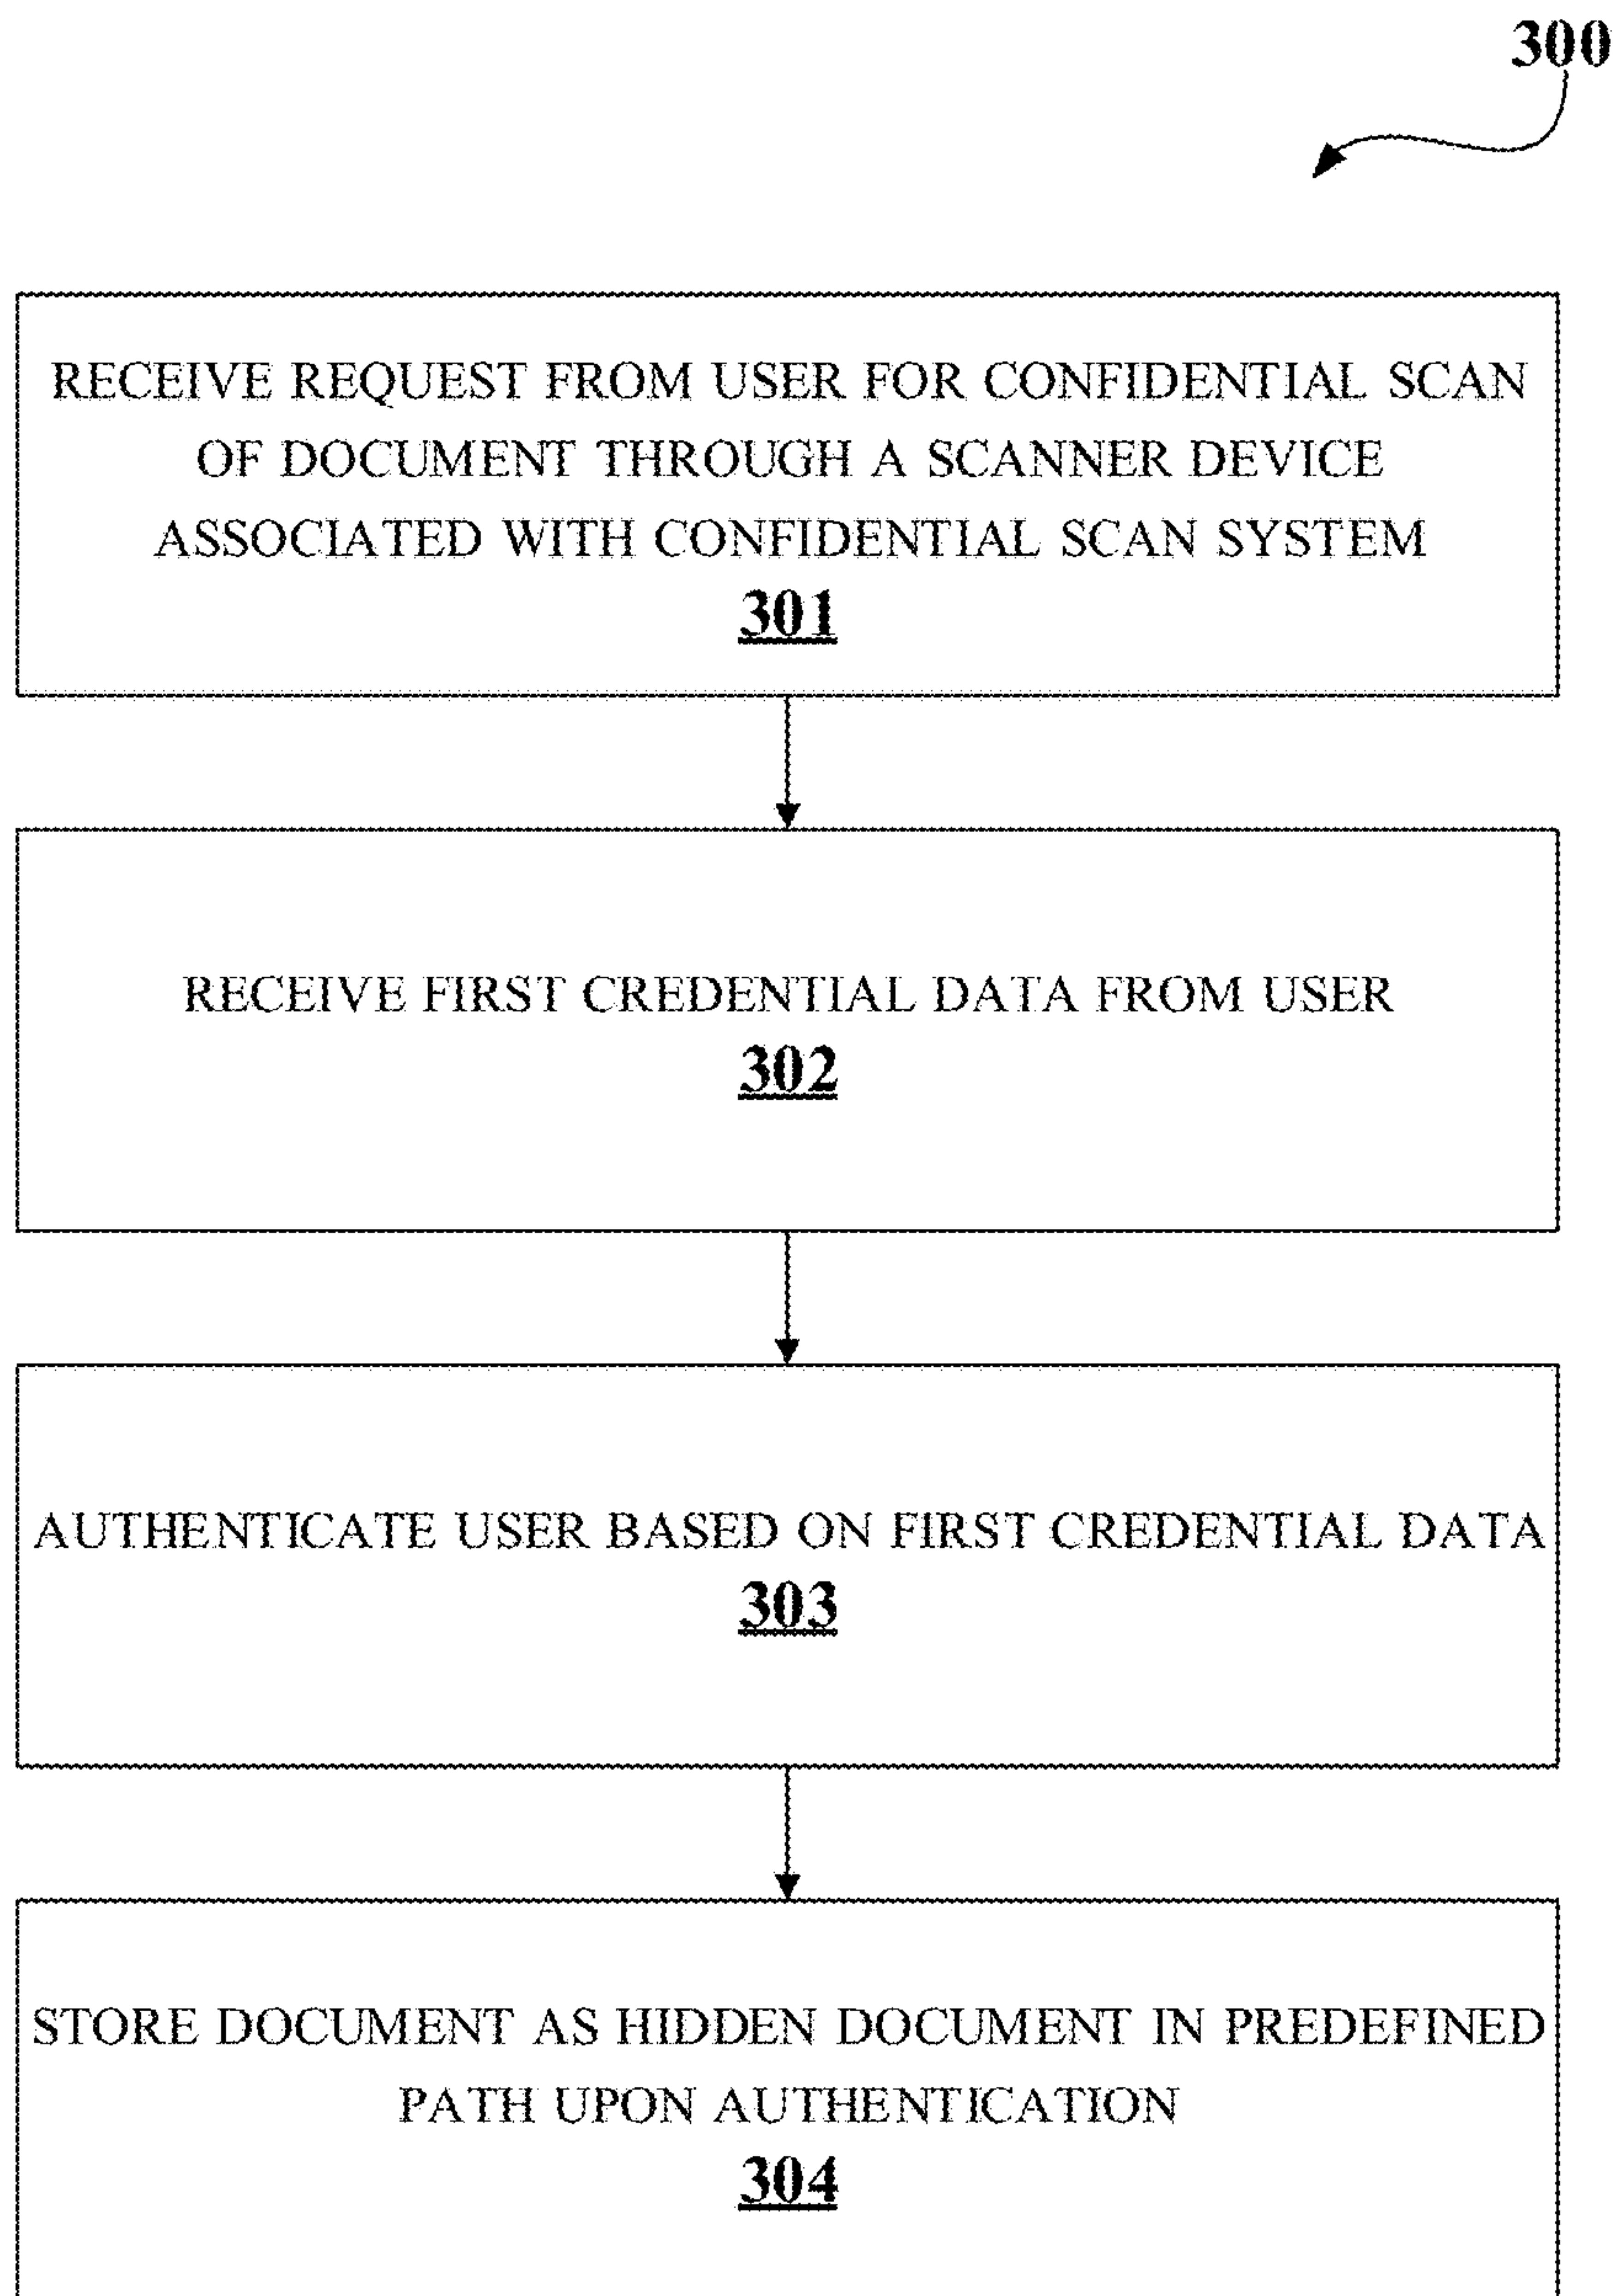 300
RECEIVE REQUEST FROM USER FOR CONFIDENTIAL SCAN
OF DOCUMENT THROUGH A SCANNER DEVICE
ASSOCIATED WITH CONFIDENTIAL SCAN SYSTEM
301
RECEIVE FIRST CREDENTIAL DATA FROM USER
302
AUTHENTICATE USER BASED ON FIRST CREDENTIAL DATA
303
STORE DOCUMENT AS HIDDEN DOCUMENT IN PREDEFINED
PATH UPON AUTHENTICATION
304